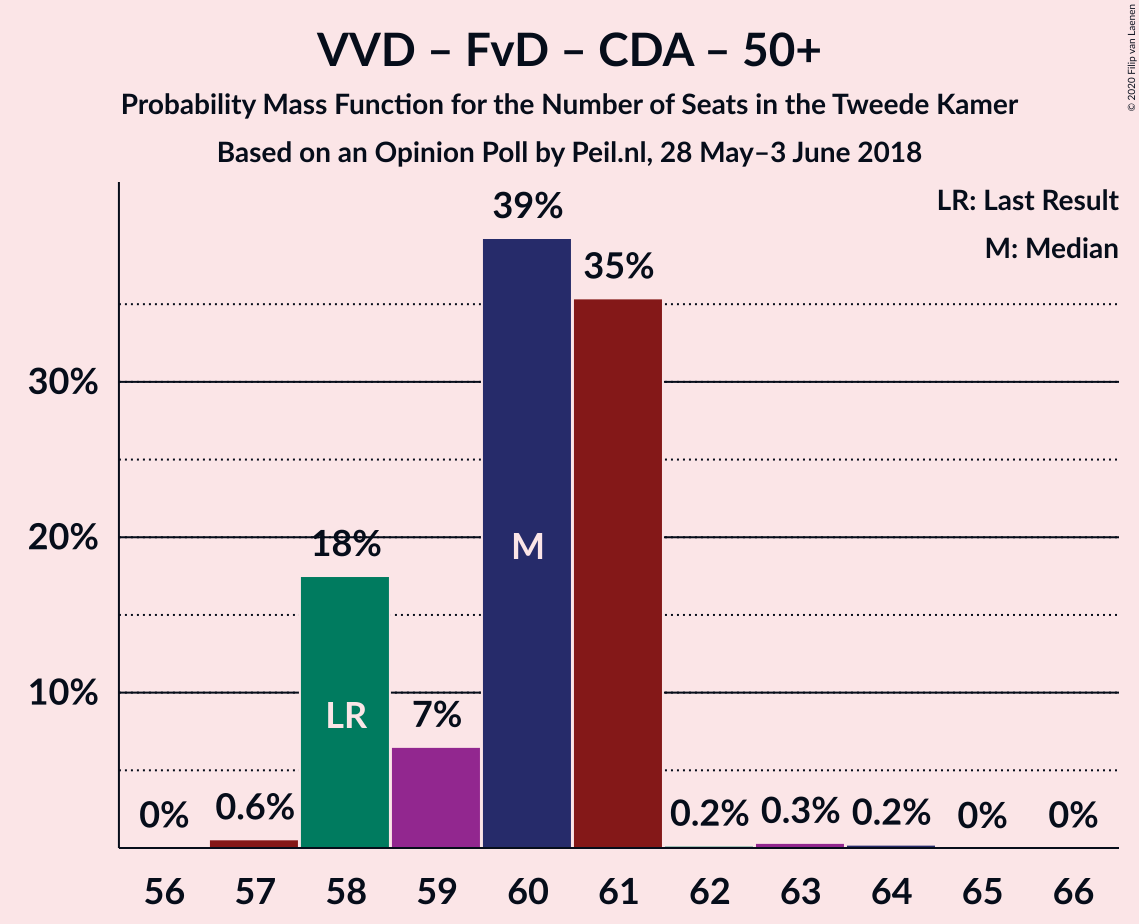 VVD – FvD – CDA – 50+
Probability Mass Function for the Number of Seats in the Tweede Kamer
Based on an Opinion Poll by Peil.nl, 28 May–3 June 2018
© 2020 Filip van Laenen
LR: Last Result
M: Median
39%
35%
30%
20%
18%
M
10%
LR
7%
0%
0.6%
0.2%
0.3%
0.2%
0%
0%
56 57 58 59 60 61 62 63 64 65 66